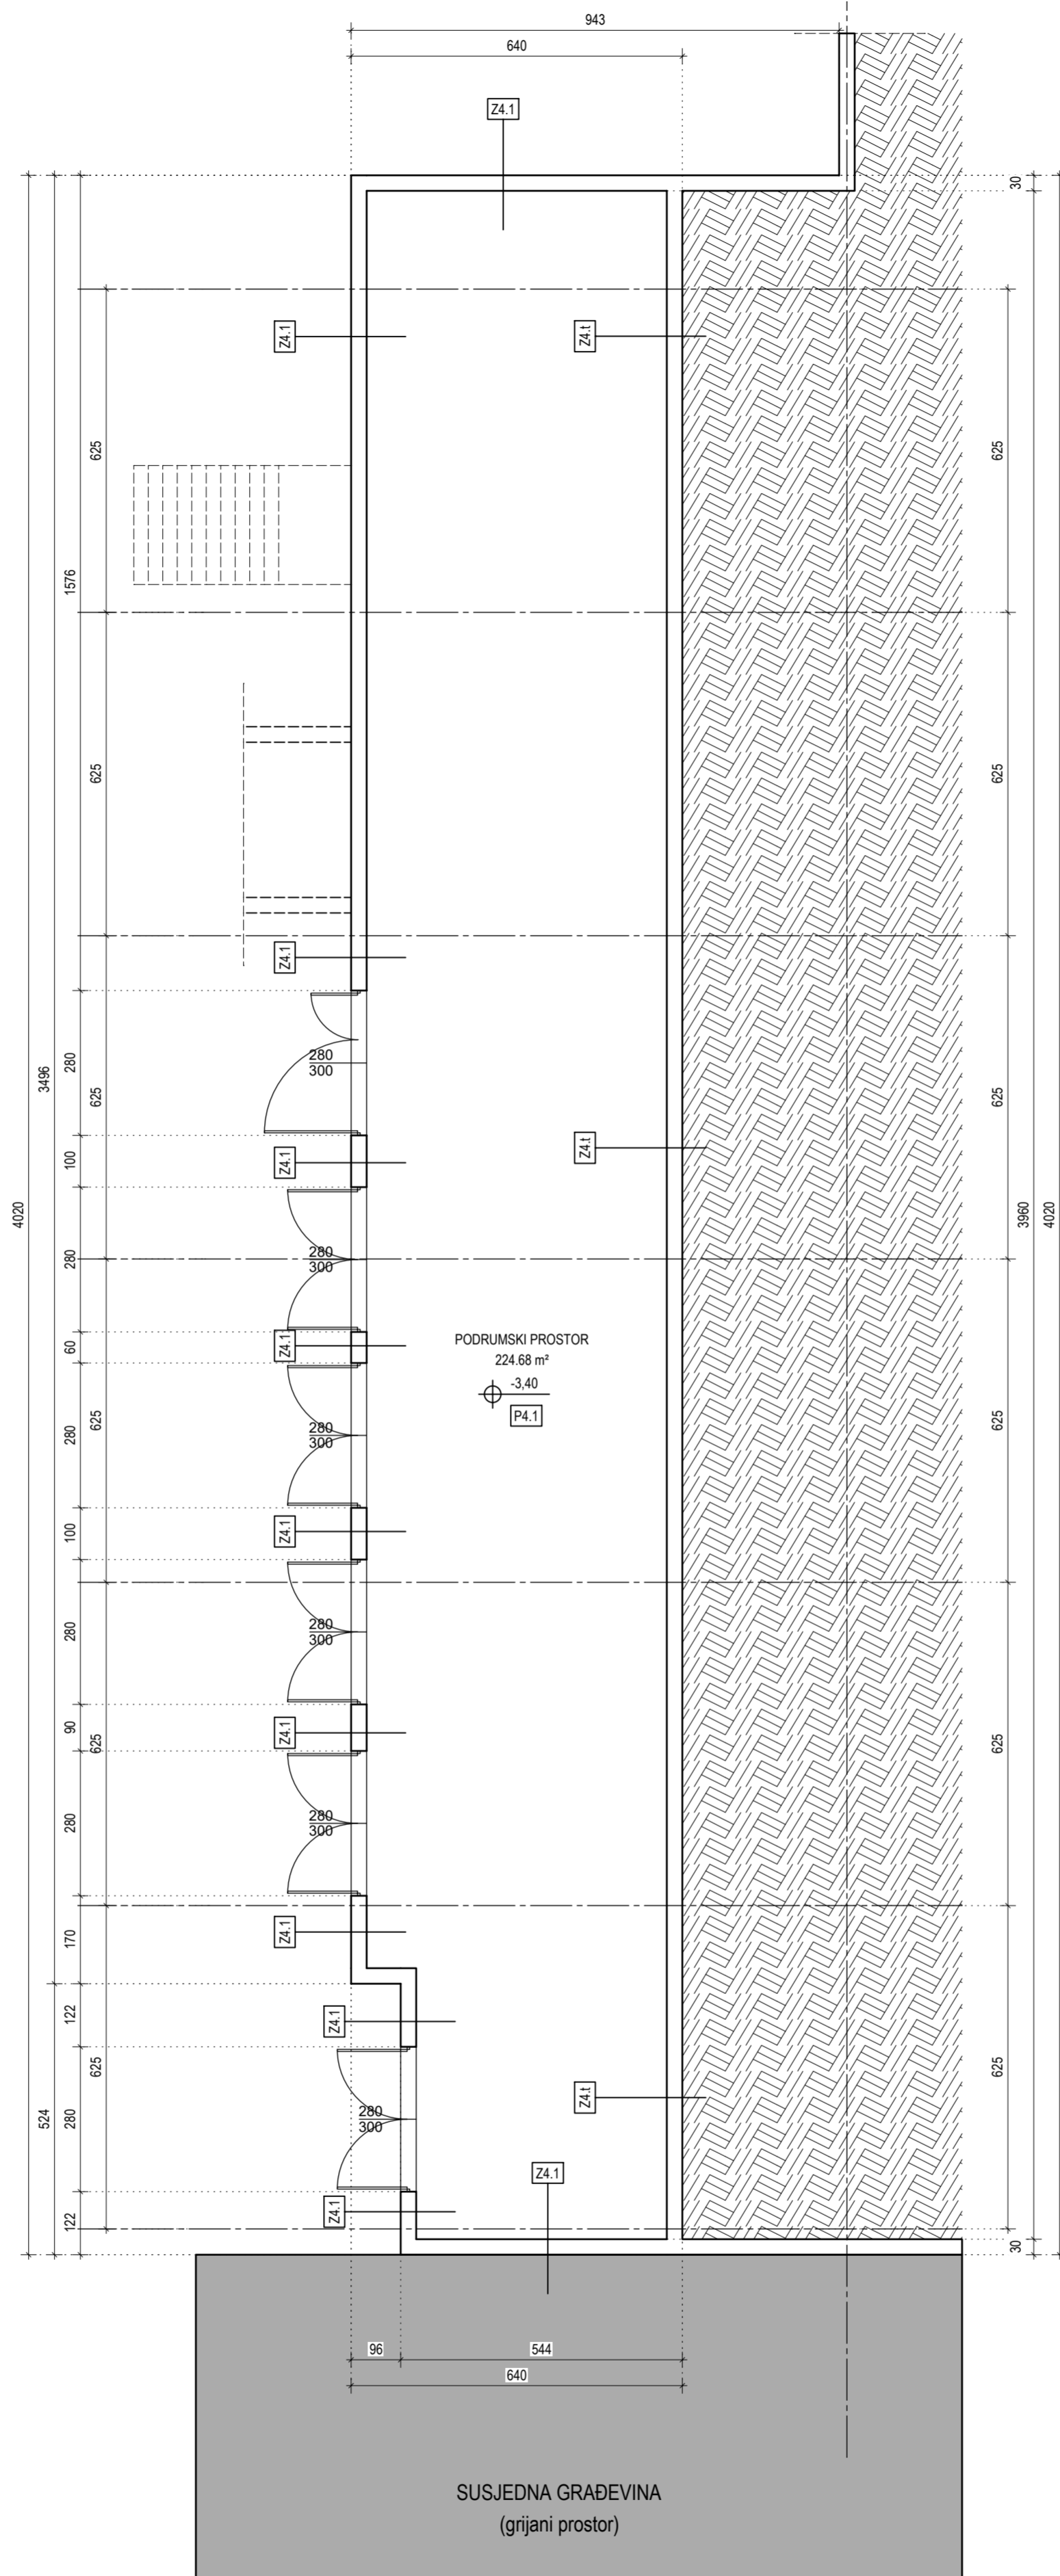 943
640
Z4.1
30
Z4.1
Z4.t
625
625
1576
625
625
Z4.1
280
300
280
3496
625
625
100
Z4.1
Z4.t
4020
3960
4020
280
280
300
60
Z4.1
PODRUMSKI PROSTOR
224.68 m²
-3,40
P4.1
280
625
280
300
625
100
Z4.1
280
280
300
90
Z4.1
625
625
280
280
300
170
Z4.1
122
Z4.1
625
625
Z4.t
524
280
280
300
Z4.1
122
Z4.1
30
96
544
640
SUSJEDNA GRAĐEVINA
(grijani prostor)